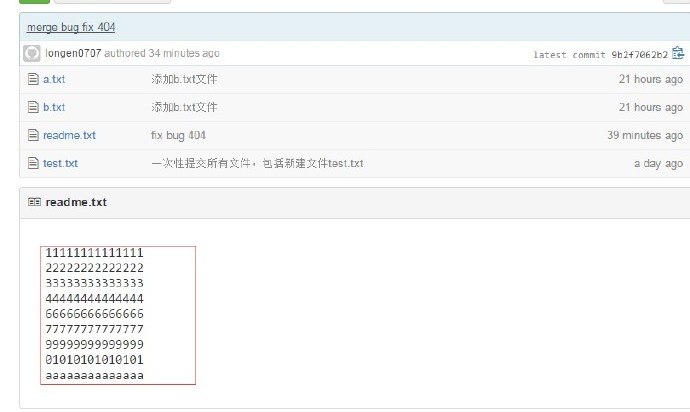 merge bug fix 404
longen0707 authored 34 minutes ago
latest commit 9b2f7062b2
a.txt 添加b.txt文件 21 hours ago
b.txt 添加b.txt文件 21 hours ago
readme.txt fix bug 404 39 minutes ago
test.txt 一次性提交所有文件，包括新建文件test.txt a day ago
readme.txt
11111111111111
22222222222222
33333333333333
44444444444444
66666666666666
77777777777777
99999999999999
01010101010101
aaaaaaaaaaaaaa